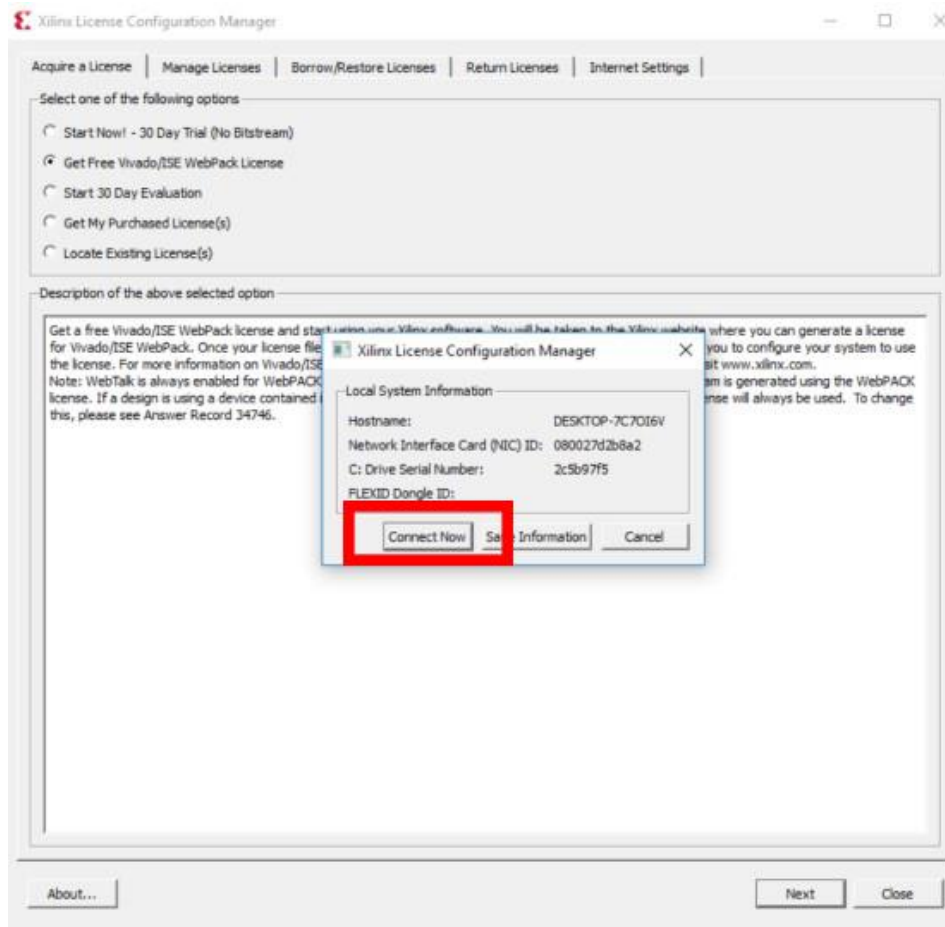 Xilinx License Configuration Manager
Acquire a License Manage Licenses Borrow/Restore Licenses Return Licenses Internet Settings
Select one of the following options
Start Now! - 30 Day Trial (No Bitstream)
Get Free Vivado/ISE WebPack License
Start 30 Day Evaluation
Get My Purchased License(s)
Locate Existing License(s)
Description of the above selected option
Get a free Vivado/ISE WebPack license and start using your Xilinx software. You will be taken to the Xilinx website where you can generate a license
for Vivado/ISE WebPack. Once your license file you to configure your system to use
the license. For more information on Vivado/ISE sit www.xilinx.com.
Note: WebTalk is always enabled for WebPACK am is generated using the WebPACK
license. If a design is using a device contained ense will always be used. To change
this, please see Answer Record 34746.
Xilinx License Configuration Manager
Local System Information
Hostname: DESKTOP-7C7OI6V
Network Interface Card (NIC) ID: 080027d2b8a2
C: Drive Serial Number: 2c5b97f5
FLEXID Dongle ID:
Connect Now Save Information Cancel
About... Next Close